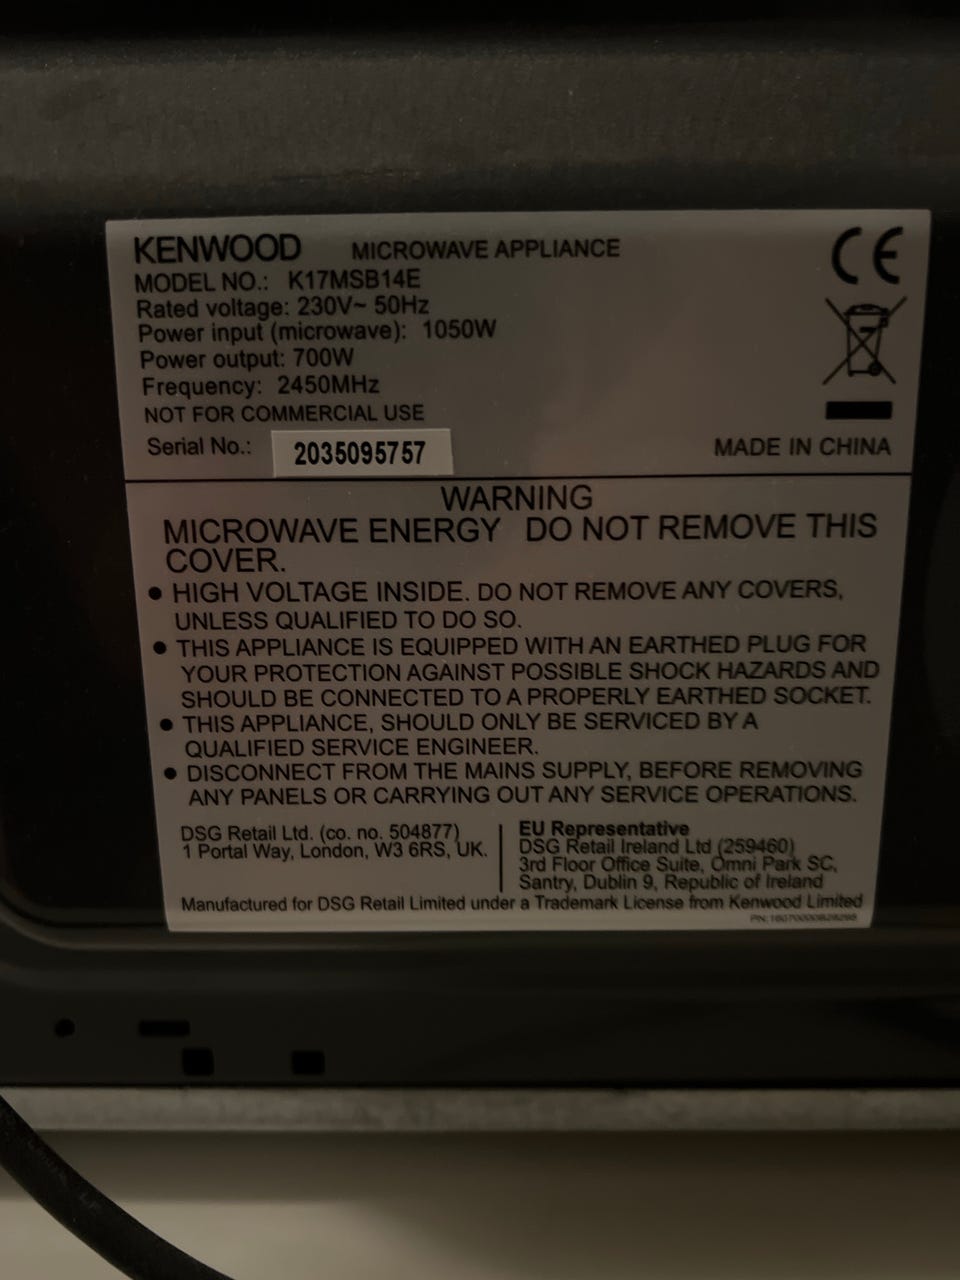 KENWOOD MICROWAVE APPLIANCE
CE
MODEL NO.: K17MSB14E
Rated voltage: 230V~ 50Hz
Power input (microwave): 1050W
Power output: 700W
Frequency: 2450MHz
NOT FOR COMMERCIAL USE
Serial No.: 2035095757 MADE IN CHINA
WARNING
MICROWAVE ENERGY DO NOT REMOVE THIS
COVER.
• HIGH VOLTAGE INSIDE. DO NOT REMOVE ANY COVERS,
UNLESS QUALIFIED TO DO SO.
• THIS APPLIANCE IS EQUIPPED WITH AN EARTHED PLUG FOR
YOUR PROTECTION AGAINST POSSIBLE SHOCK HAZARDS AND
SHOULD BE CONNECTED TO A PROPERLY EARTHED SOCKET.
• THIS APPLIANCE, SHOULD ONLY BE SERVICED BY A
QUALIFIED SERVICE ENGINEER.
• DISCONNECT FROM THE MAINS SUPPLY, BEFORE REMOVING
ANY PANELS OR CARRYING OUT ANY SERVICE OPERATIONS.
DSG Retail Ltd. (co. no. 504877)
1 Portal Way, London, W3 6RS, UK.
EU Representative
DSG Retail Ireland Ltd (259460)
3rd Floor Office Suite, Omni Park SC,
Santry, Dublin 9, Republic of Ireland
Manufactured for DSG Retail Limited under a Trademark License from Kenwood Limited